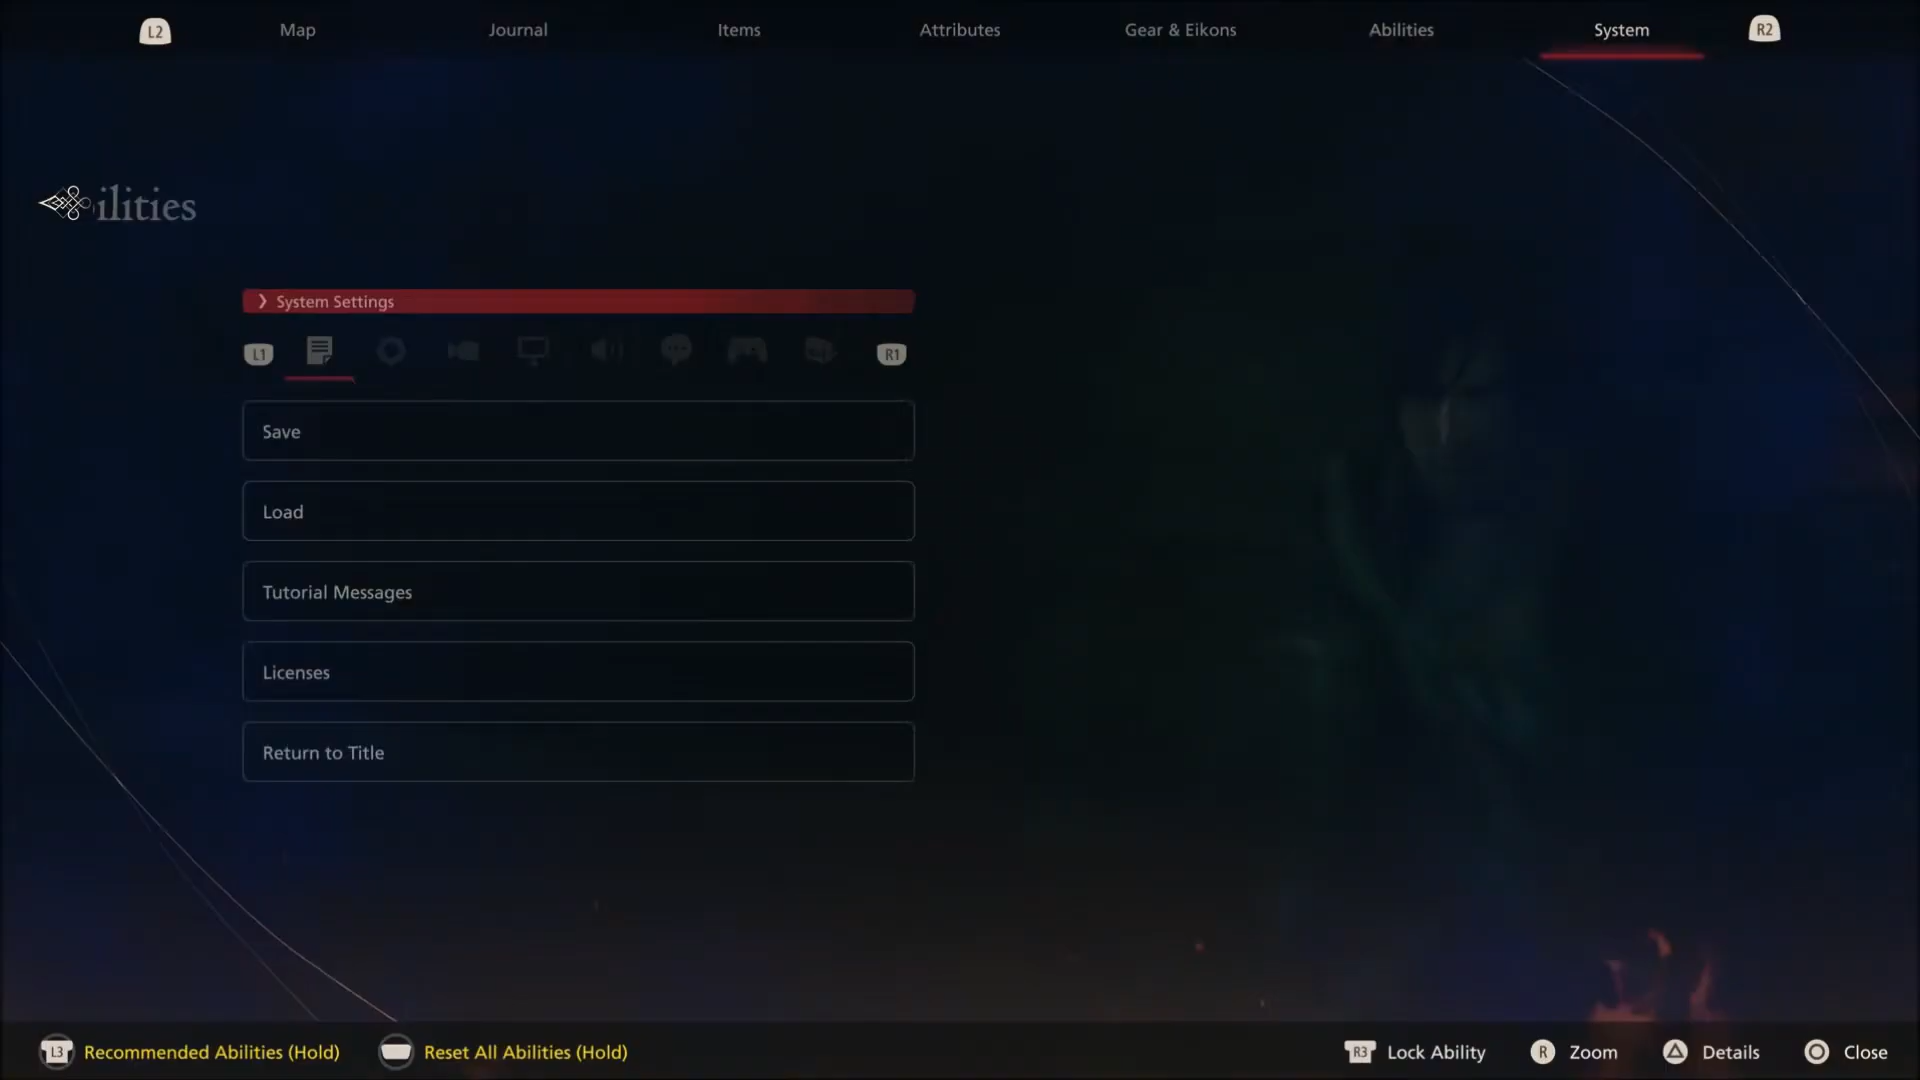 L2 Map Journal Items Attributes Gear & Eikons Abilities System R2
ilities
System Settings
L1 R1
Save
Load
Tutorial Messages
Licenses
Return to Title
L3 Recommended Abilities (Hold) Reset All Abilities (Hold) R3 Lock Ability R Zoom Details Close